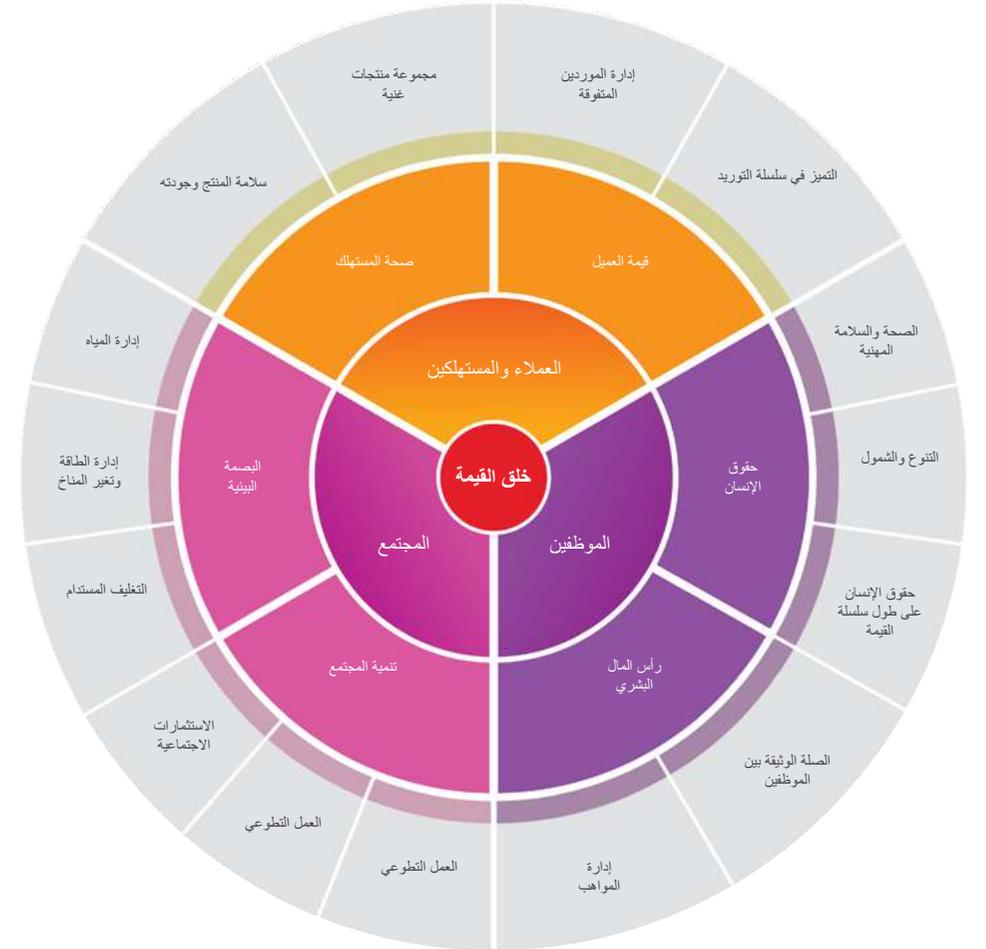 إدارة الموردين
المتفوقة
مجموعة منتجات
غنية
التميز في سلسلة التوريد
سلامة المنتج وجودته
قيمة العميل
صحة المستهلك
الصحة والسلامة
المهنية
إدارة المياه
العملاء والمستهلكين
التنوع والشمول
حقوق
الإنسان
خلق القيمة
البصمة
البيئية
إدارة الطاقة
وتغير المناخ
الموظفين
المجتمع
حقوق الإنسان
على طول سلسلة
القيمة
التغليف المستدام
رأس المال
البشري
تنمية المجتمع
الصلة الوثيقة بين
الموظفين
الاستثمارات
الاجتماعية
العمل التطوعي
إدارة
المواهب
العمل التطوعي